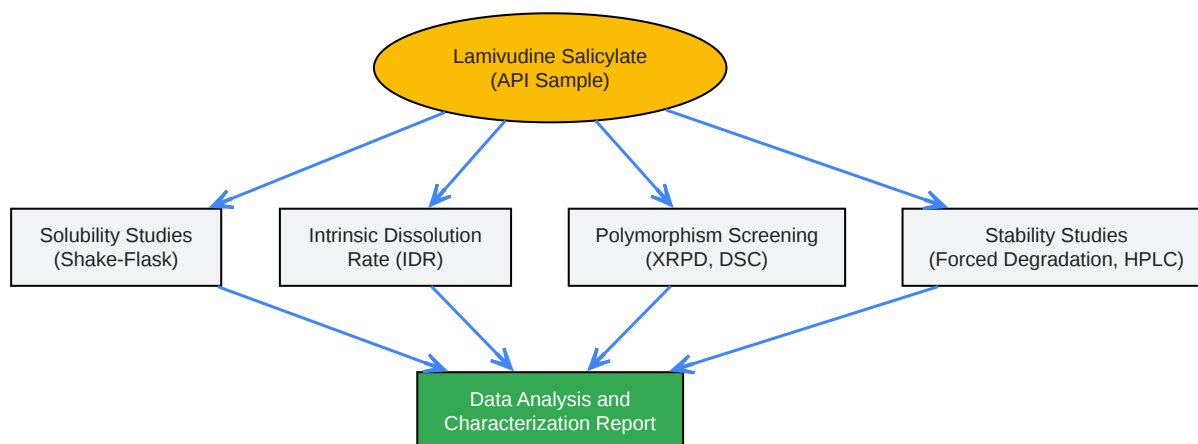 Lamivudine Salicylate
(API Sample)
Solubility Studies
(Shake-Flask)
Intrinsic Dissolution
Rate (IDR)
Polymorphism Screening
(XRPD, DSC)
Stability Studies
(Forced Degradation, HPLC)
Data Analysis and
Characterization Report